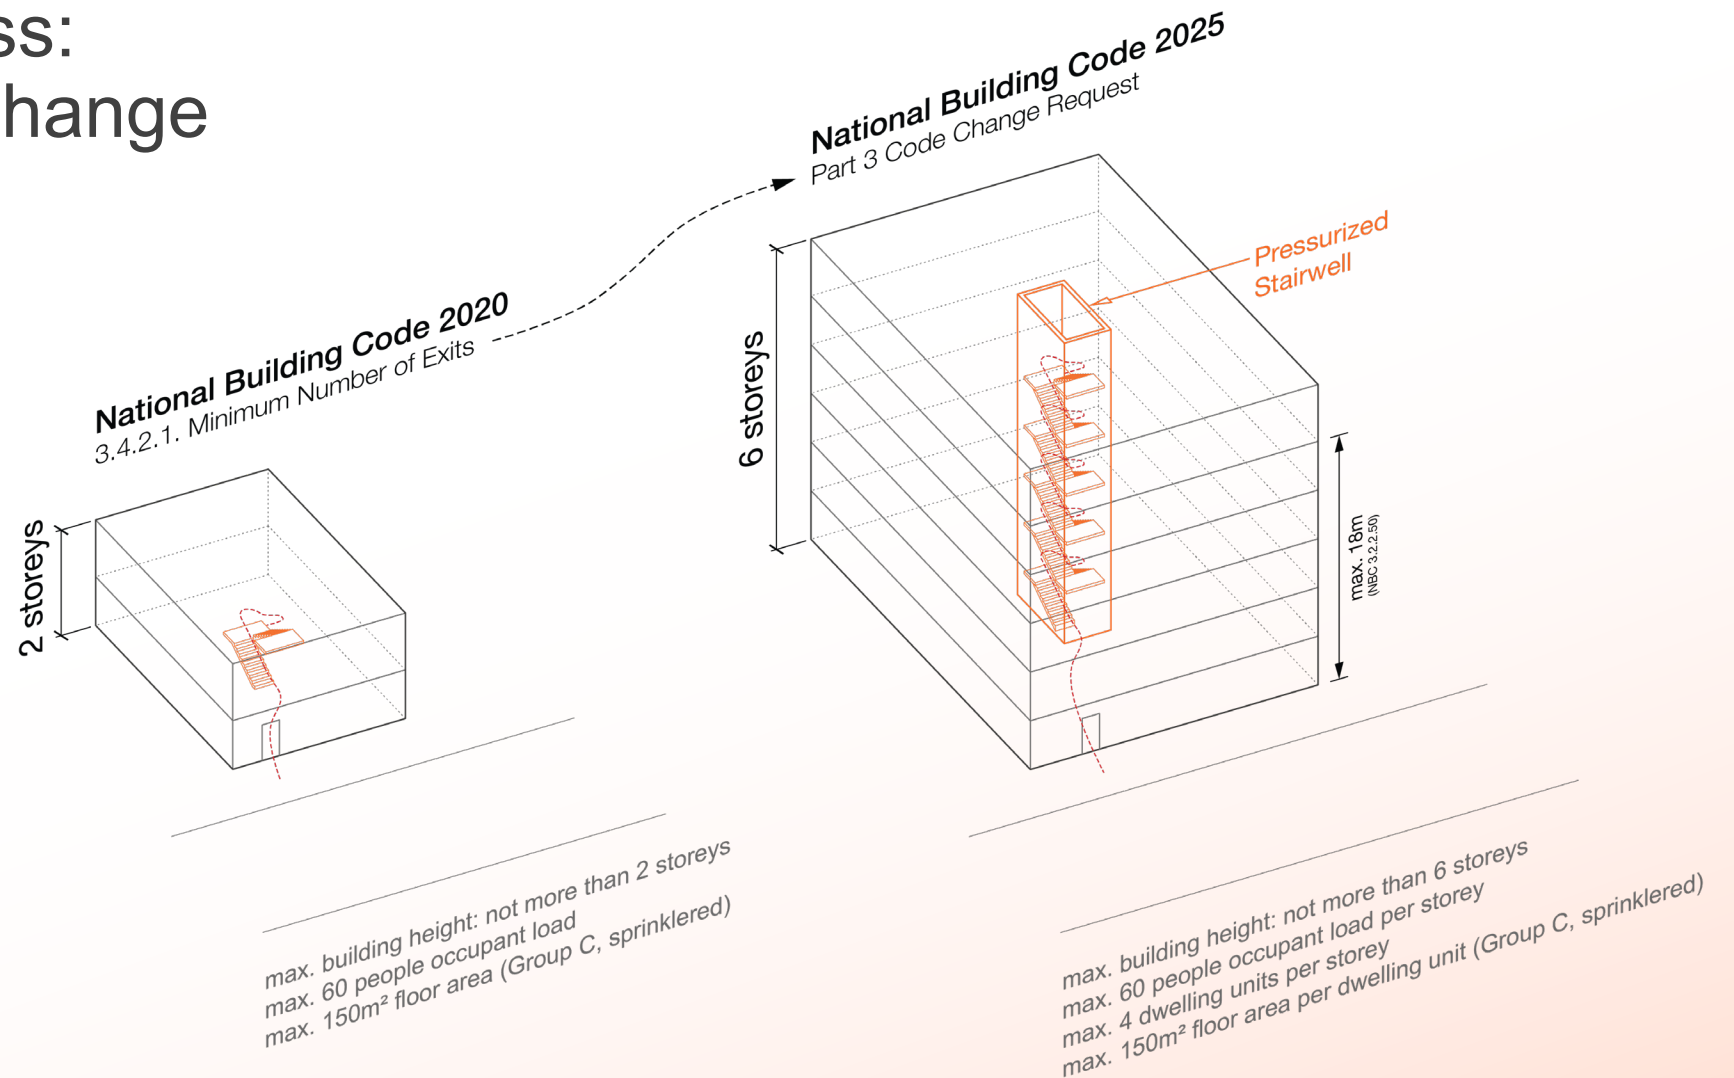 ss:
hange
National Building Code 2020
3.4.2.1. Minimum Number of Exits
2 storeys
max. building height: not more than 2 storeys
max. 60 people occupant load
max. 150m² floor area (Group C, sprinklered)
National Building Code 2025
Part 3 Code Change Request
Pressurized
Stairwell
6 storeys
max. 18m
(NBC 3.2.2.50)
max. building height: not more than 6 storeys
max. 60 people occupant load per storey
max. 4 dwelling units per storey
max. 150m² floor area per dwelling unit (Group C, sprinklered)